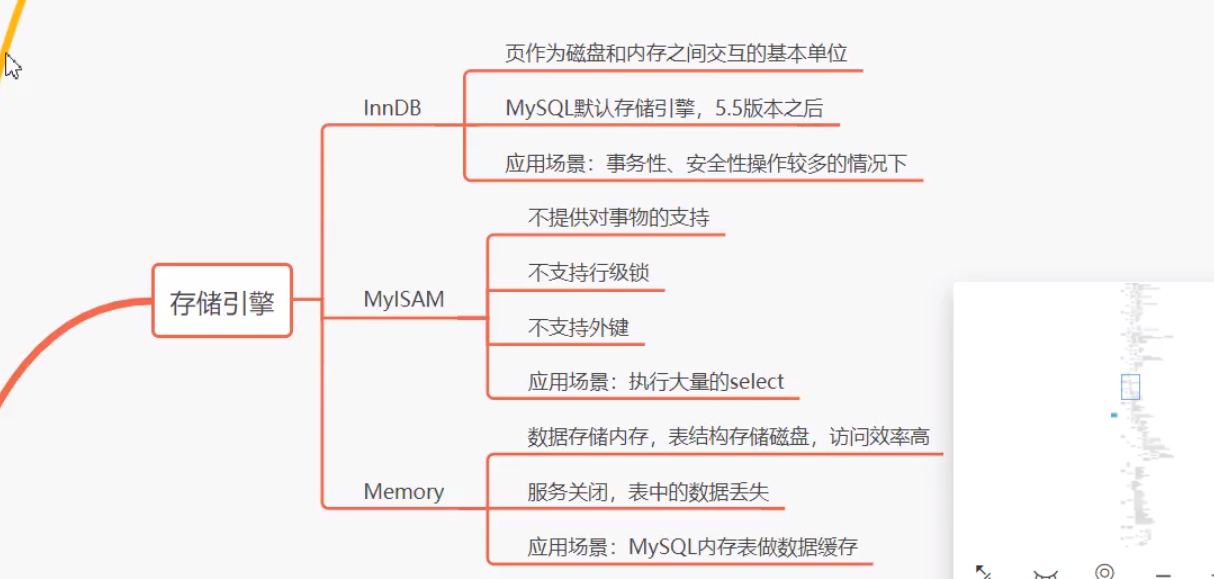 存储引擎
InnDB
页作为磁盘和内存之间交互的基本单位
MySQL默认存储引擎，5.5版本之后
应用场景：事务性、安全性操作较多的情况下
MyISAM
不提供对事物的支持
不支持行级锁
不支持外键
应用场景：执行大量的select
Memory
数据存储内存，表结构存储磁盘，访问效率高
服务关闭，表中的数据丢失
应用场景：MySQL内存表做数据缓存